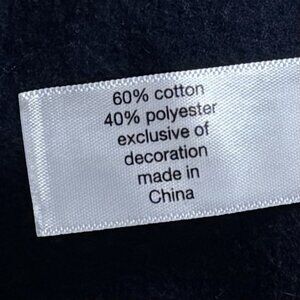 60% cotton
40% polyester
exclusive of
decoration
made in
China